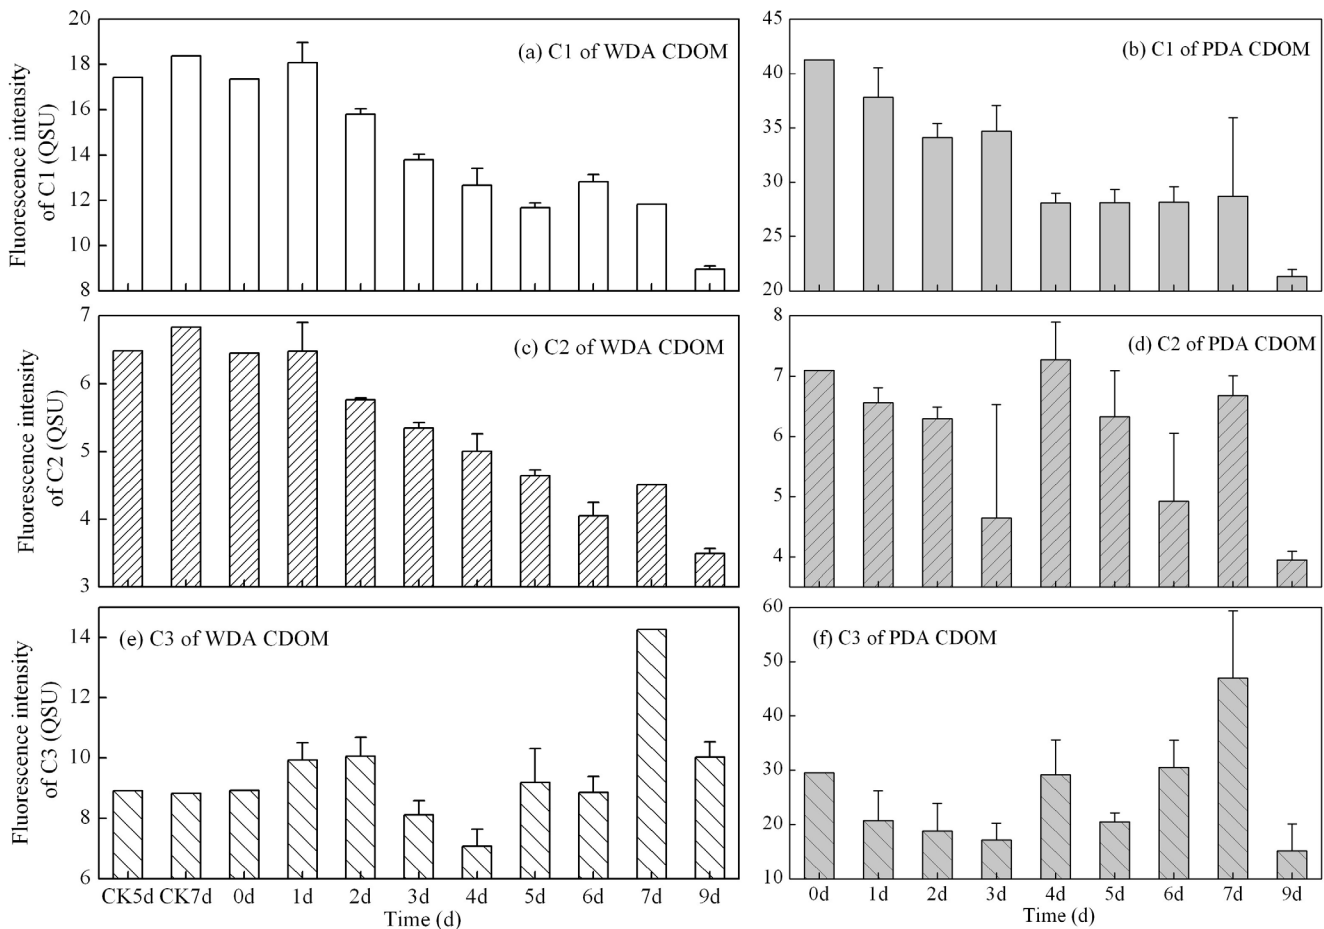 Fluorescence intensity
of C1 (QSU)
20
18
16
14
12
10
8
(a) C1 of WDA CDOM
45
40
35
30
25
20
(b) C1 of PDA CDOM
Fluorescence intensity
of C2 (QSU)
7
6
5
4
3
(c) C2 of WDA CDOM
8
7
6
5
4
(d) C2 of PDA CDOM
Fluorescence intensity
of C3 (QSU)
14
12
10
8
6
(e) C3 of WDA CDOM
CK5d CK7d 0d 1d 2d 3d 4d 5d 6d 7d 9d
Time (d)
60
50
40
30
20
10
(f) C3 of PDA CDOM
0d 1d 2d 3d 4d 5d 6d 7d 9d
Time (d)